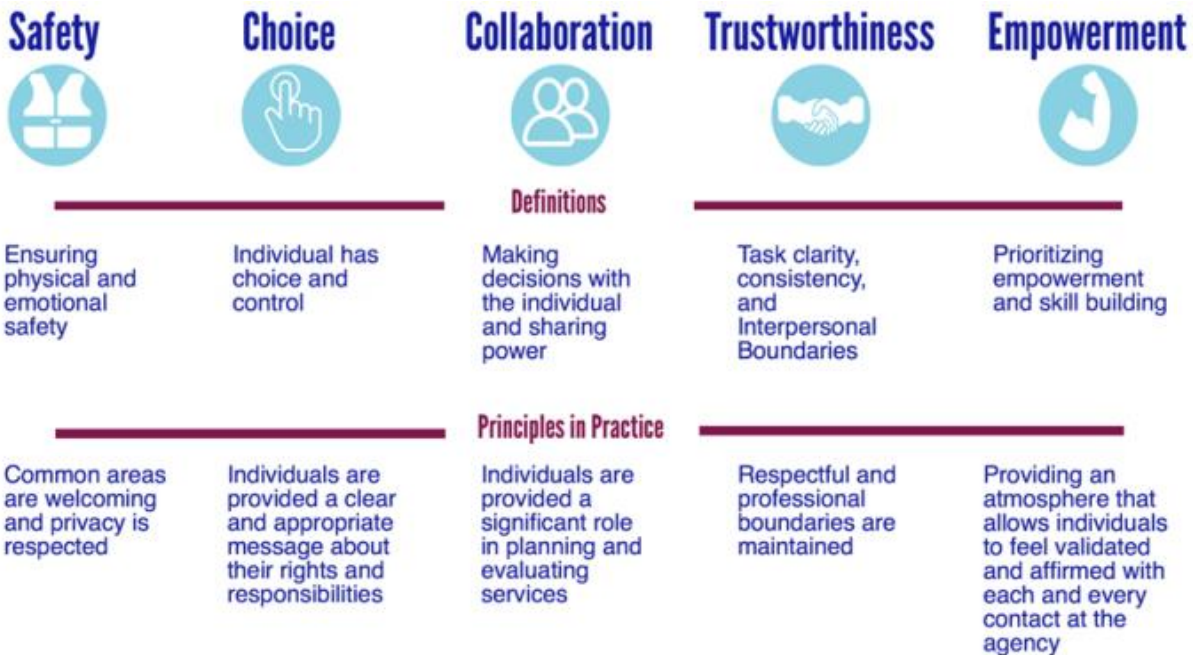 Safety
Choice
Collaboration
Trustworthiness
Empowerment
Definitions
Ensuring
physical and
emotional
safety
Individual has
choice and
control
Making
decisions with
the individual
and sharing
power
Task clarity,
consistency,
and
Interpersonal
Boundaries
Prioritizing
empowerment
and skill building
Principles in Practice
Common areas
are welcoming
and privacy is
respected
Individuals are
provided a clear
and appropriate
message about
their rights and
responsibilities
Individuals are
provided a
significant role
in planning and
evaluating
services
Respectful and
professional
boundaries are
maintained
Providing an
atmosphere that
allows individuals
to feel validated
and affirmed with
each and every
contact at the
agency